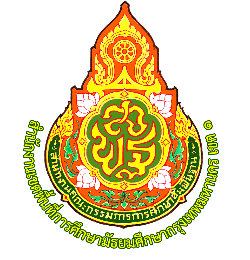 สำนักงานคณะกรรมการการศึกษาขั้นพื้นฐาน
สำนักงานเขตพื้นที่การศึกษามัธยมศึกษากรุงเทพมหานคร เขต ๑